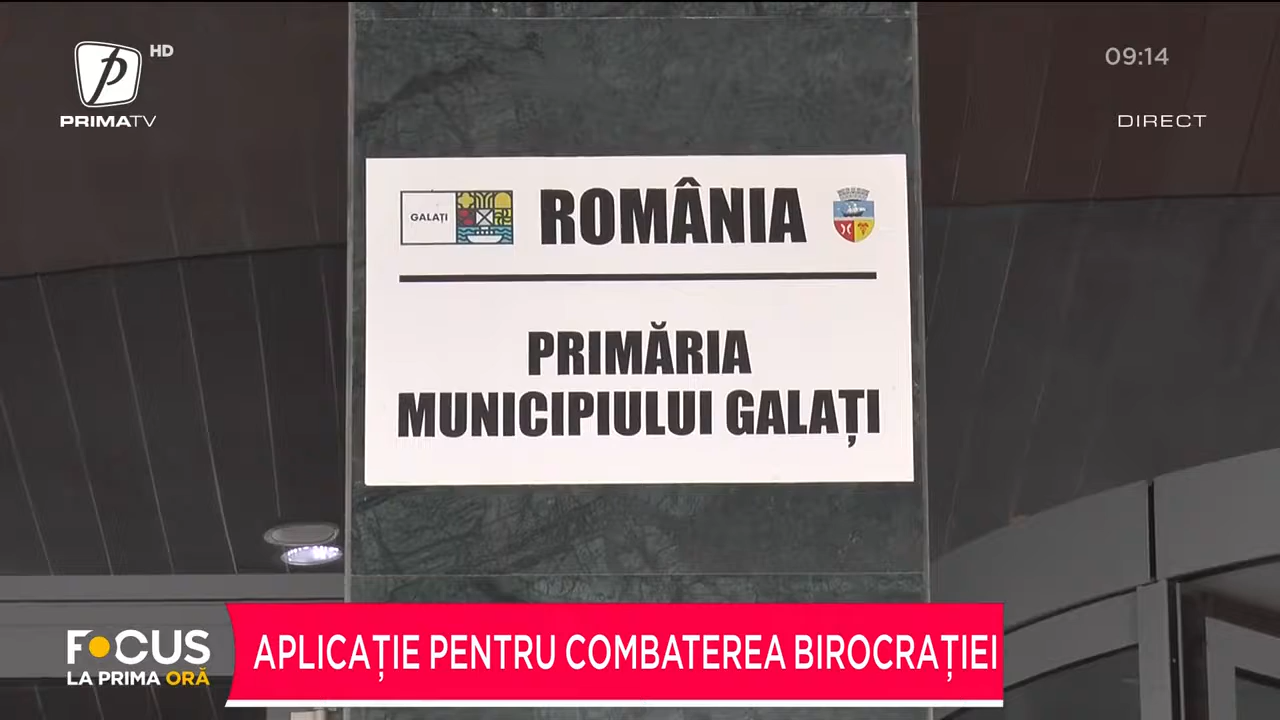 HD
PRIMATV
09:14
DIRECT
GALAȚI
ROMÂNIA
PRIMĂRIA
MUNICIPIULUI GALAȚI
FOCUS
LA PRIMA ORĂ
APLICAȚIE PENTRU COMBATEREA BIROCRAȚIEI